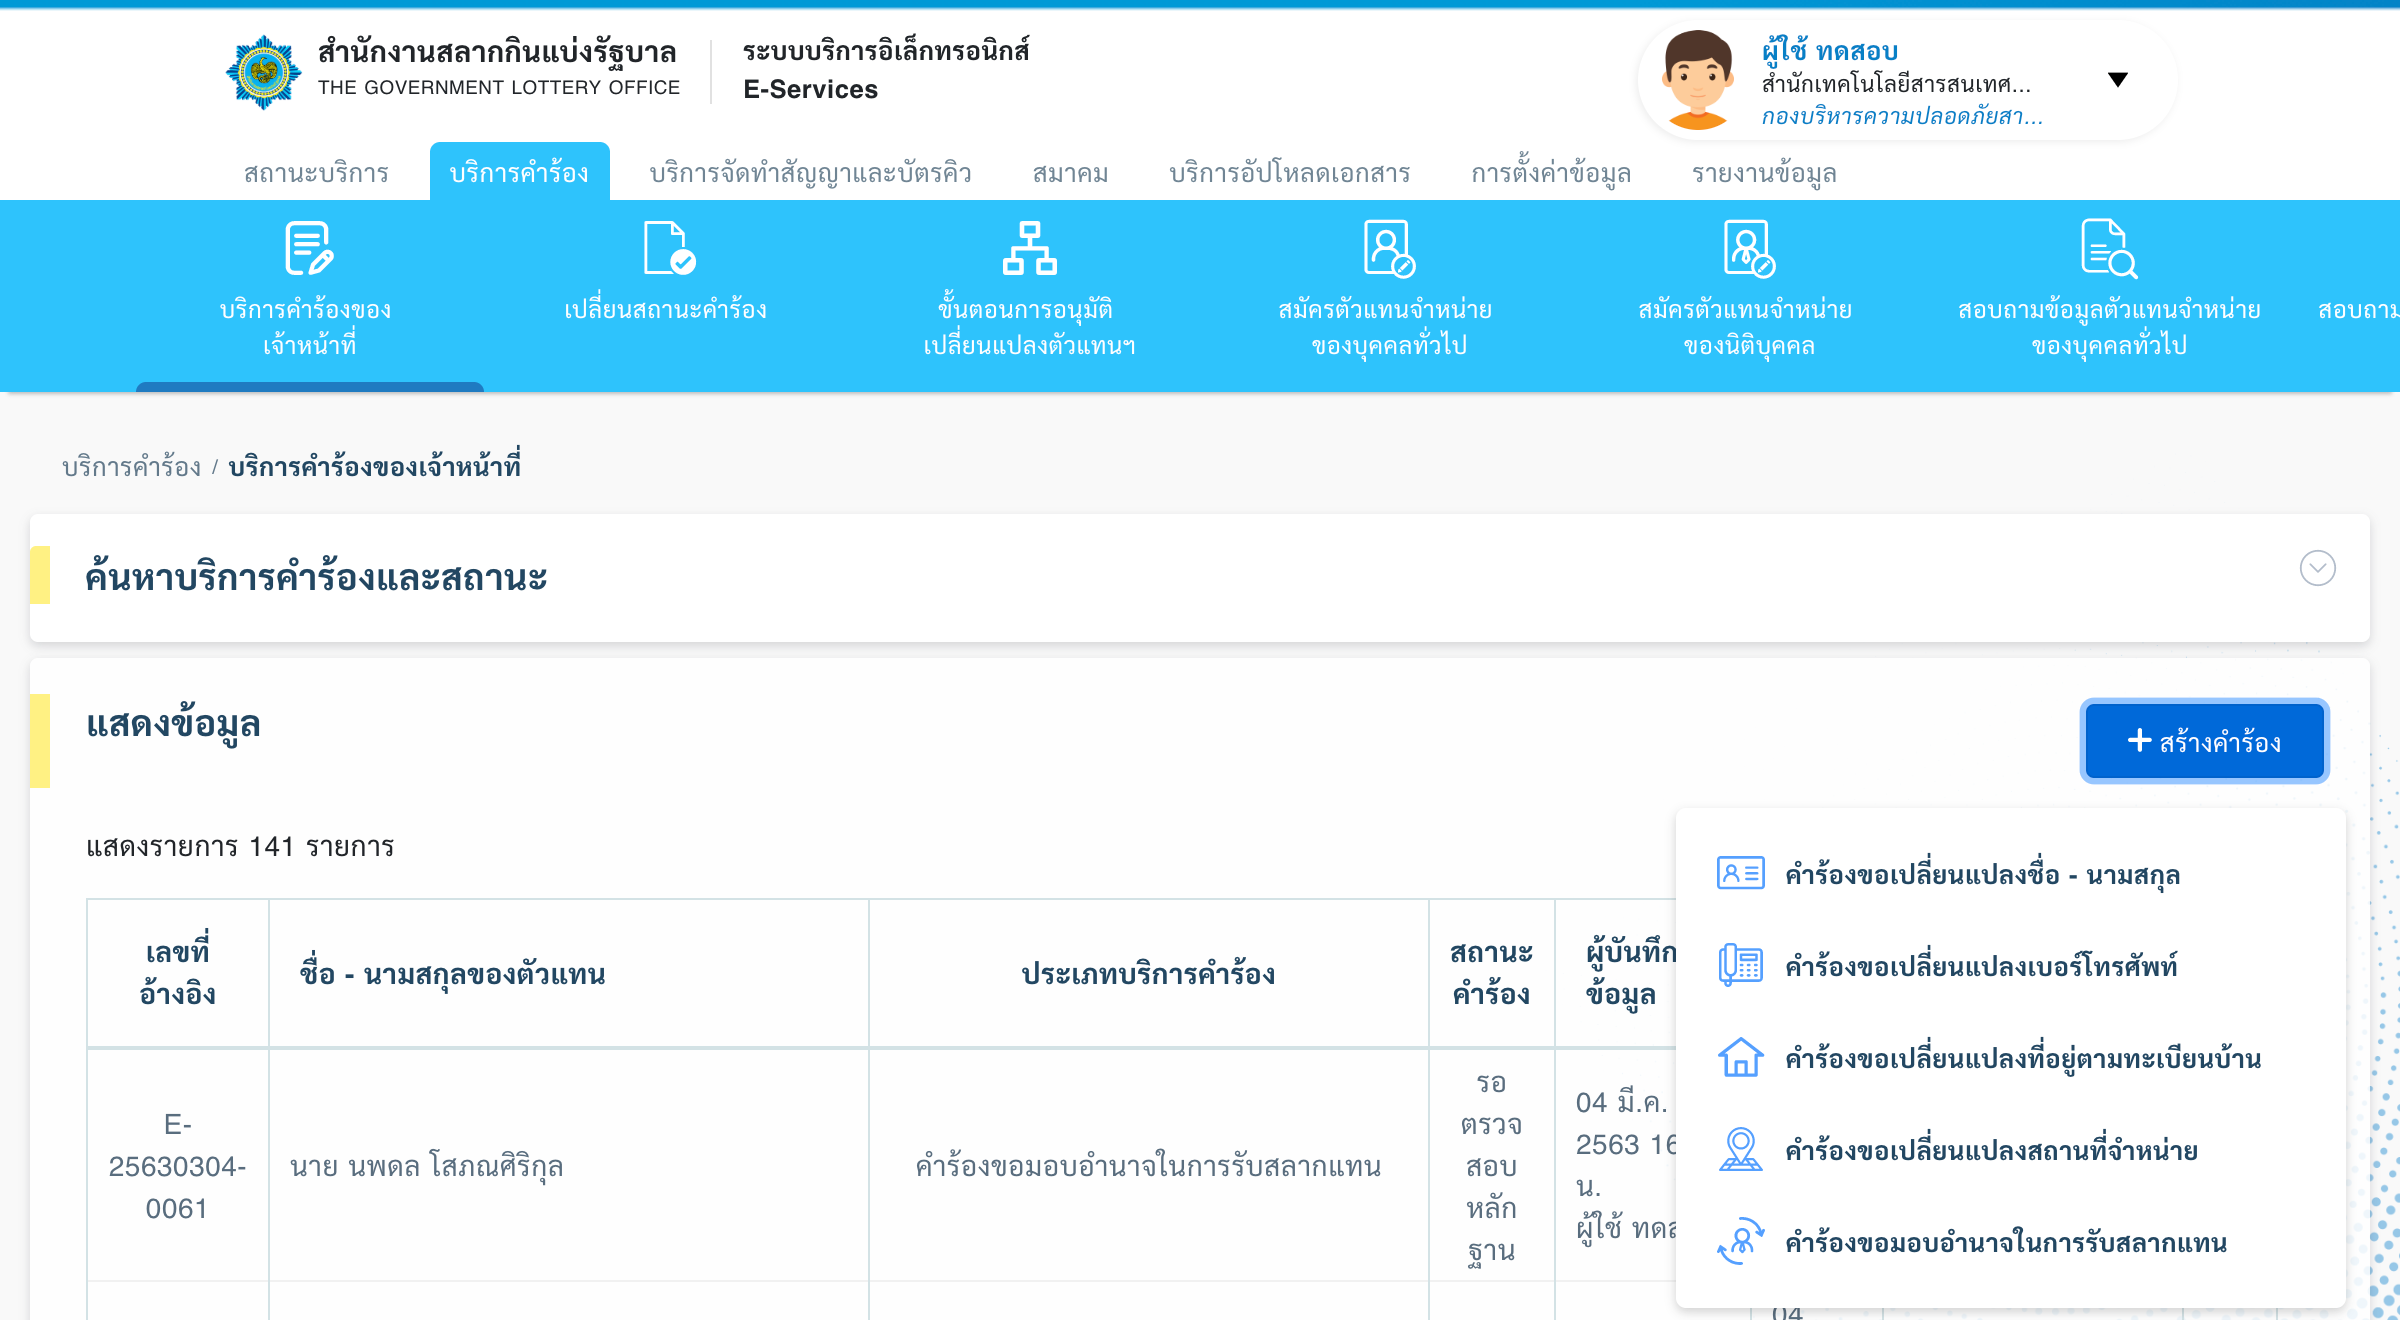 สำนักงานสลากกินแบ่งรัฐบาล
THE GOVERNMENT LOTTERY OFFICE
ระบบบริการอิเล็กทรอนิกส์
E-Services
ผู้ใช้ ทดสอบ
สำนักเทคโนโลยีสารสนเทศ...
กองบริหารความปลอดภัยสา...
สถานะบริการ
บริการคำร้อง
บริการจัดทำสัญญาและบัตรคิว
สมาคม
บริการอัปโหลดเอกสาร
การตั้งค่าข้อมูล
รายงานข้อมูล
บริการคำร้องของ
เจ้าหน้าที่
เปลี่ยนสถานะคำร้อง
ขั้นตอนการอนุมัติ
เปลี่ยนแปลงตัวแทนฯ
สมัครตัวแทนจำหน่าย
ของบุคคลทั่วไป
สมัครตัวแทนจำหน่าย
ของนิติบุคคล
สอบถามข้อมูลตัวแทนจำหน่าย
ของบุคคลทั่วไป
สอบถาม
บริการคำร้อง / บริการคำร้องของเจ้าหน้าที่
ค้นหาบริการคำร้องและสถานะ
แสดงข้อมูล
+ สร้างคำร้อง
แสดงรายการ 141 รายการ
คำร้องขอเปลี่ยนแปลงชื่อ - นามสกุล
คำร้องขอเปลี่ยนแปลงเบอร์โทรศัพท์
คำร้องขอเปลี่ยนแปลงที่อยู่ตามทะเบียนบ้าน
คำร้องขอเปลี่ยนแปลงสถานที่จำหน่าย
คำร้องขอมอบอำนาจในการรับสลากแทน
เลขที่
อ้างอิง
ชื่อ - นามสกุลของตัวแทน
ประเภทบริการคำร้อง
สถานะ
คำร้อง
ผู้บันทึก
ข้อมูล
E-
25630304-
0061
นาย นพดล โสภณศิริกุล
คำร้องขอมอบอำนาจในการรับสลากแทน
รอ
ตรวจ
สอบ
หลัก
ฐาน
04 มี.ค.
2563 16
น.
ผู้ใช้ ทดส
04